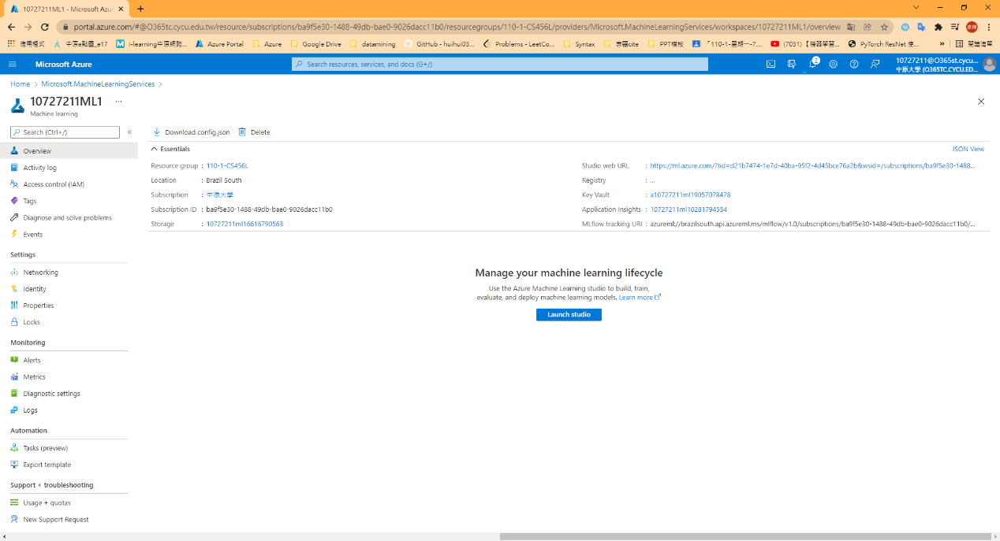 10727211ML1 - Microsoft Azu
portal.azure.com/#@O365tc.cycu.edu.tw/resource/subscriptions/ba9f5e30-1488-49db-bae0-9026dacc11b0/resourcegroups/110-1-CS456L/providers/Microsoft.MachineLearningServices/workspaces/10727211ML1/overview
應用程式 中原e點靈_e17 i-learning中原網路... Azure Portal Azure Google Drive datamining GitHub - huihui03... Problems - LeetCo... Syntax 專題cite PPT模板 「110-1-星期一-7.... (7051) 【機器學習... PyTorch ResNet 使... » 閱讀清單
Microsoft Azure
Search resources, services, and docs (G+/)
2
10727211@O365st.cycu...
中原大學 (O365TC.CYCU.ED...
Home > Microsoft.MachineLearningServices >
10727211ML1 ...
Machine learning
Search (Ctrl+/) «
Download config.json Delete
Overview
Activity log
Access control (IAM)
Tags
Diagnose and solve problems
Events
Settings
Networking
Identity
Properties
Locks
Monitoring
Alerts
Metrics
Diagnostic settings
Logs
Automation
Tasks (preview)
Export template
Support + troubleshooting
Usage + quotas
New Support Request
Essentials
JSON View
Resource group : 110-1-CS456L
Location : Brazil South
Subscription : 中原大學
Subscription ID : ba9f5e30-1488-49db-bae0-9026dacc11b0
Storage : 10727211ml16616790563
Studio web URL : https://ml.azure.com/?tid=d21b7474-1e7d-40ba-95f2-4d45bce76a2b&wsid=/subscriptions/ba9f5e30-1488...
Registry : ...
Key Vault : a10727211ml19057078478
Application Insights : 10727211ml10281794554
MLflow tracking URI : azureml://brazilsouth.api.azureml.ms/mlflow/v1.0/subscriptions/ba9f5e30-1488-49db-bae0-9026dacc11b0/...
Manage your machine learning lifecycle
Use the Azure Machine Learning studio to build, train,
evaluate, and deploy machine learning models. Learn more
Launch studio